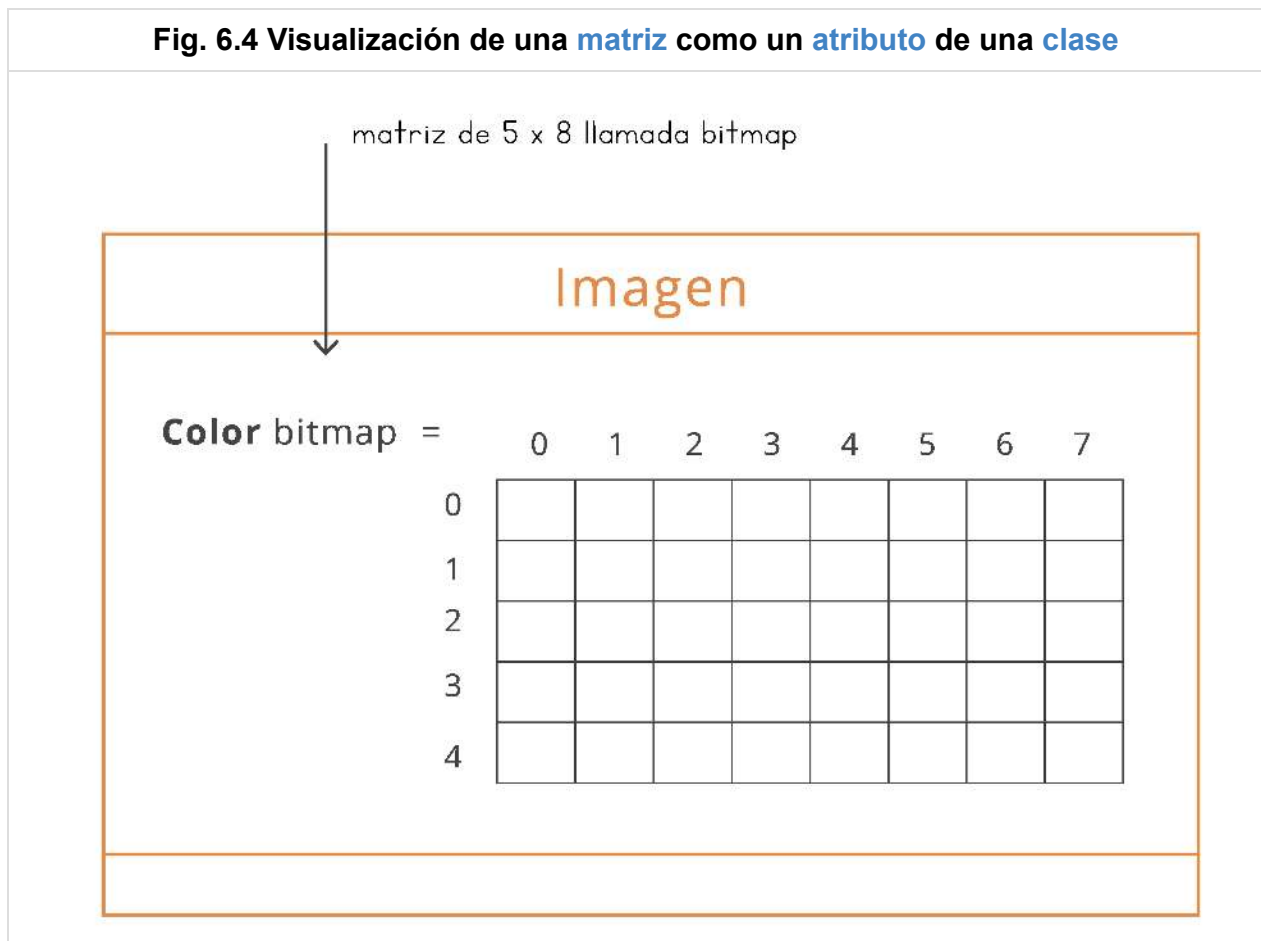 Fig. 6.4 Visualización de una matriz como un atributo de una clase
matriz de 5 x 8 llamada bitmap
Imagen
Color bitmap =
0 1 2 3 4 5 6 7
0
1
2
3
4